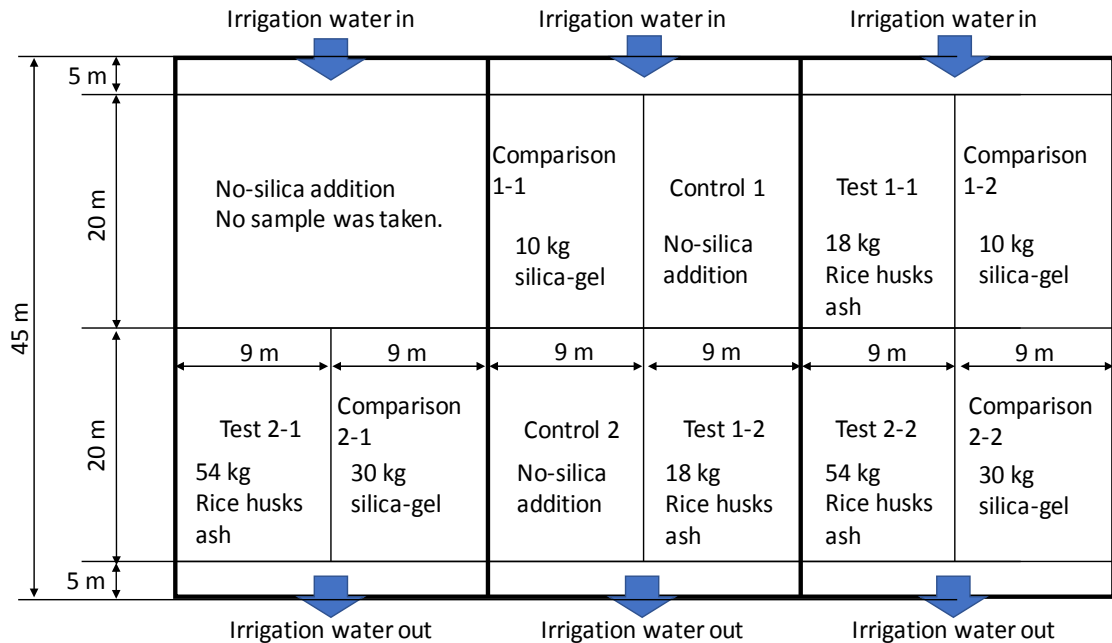 Irrigation water in
Irrigation water in
Irrigation water in
5 m
45 m
20 m
No-silica addition
No sample was taken.
Comparison
1-1
10 kg
silica-gel
Control 1
No-silica
addition
Test 1-1
18 kg
Rice husks
ash
Comparison
1-2
10 kg
silica-gel
20 m
9 m
9 m
9 m
9 m
9 m
9 m
Test 2-1
54 kg
Rice husks
ash
Comparison
2-1
30 kg
silica-gel
Control 2
No-silica
addition
Test 1-2
18 kg
Rice husks
ash
Test 2-2
54 kg
Rice husks
ash
Comparison
2-2
30 kg
silica-gel
5 m
Irrigation water out
Irrigation water out
Irrigation water out